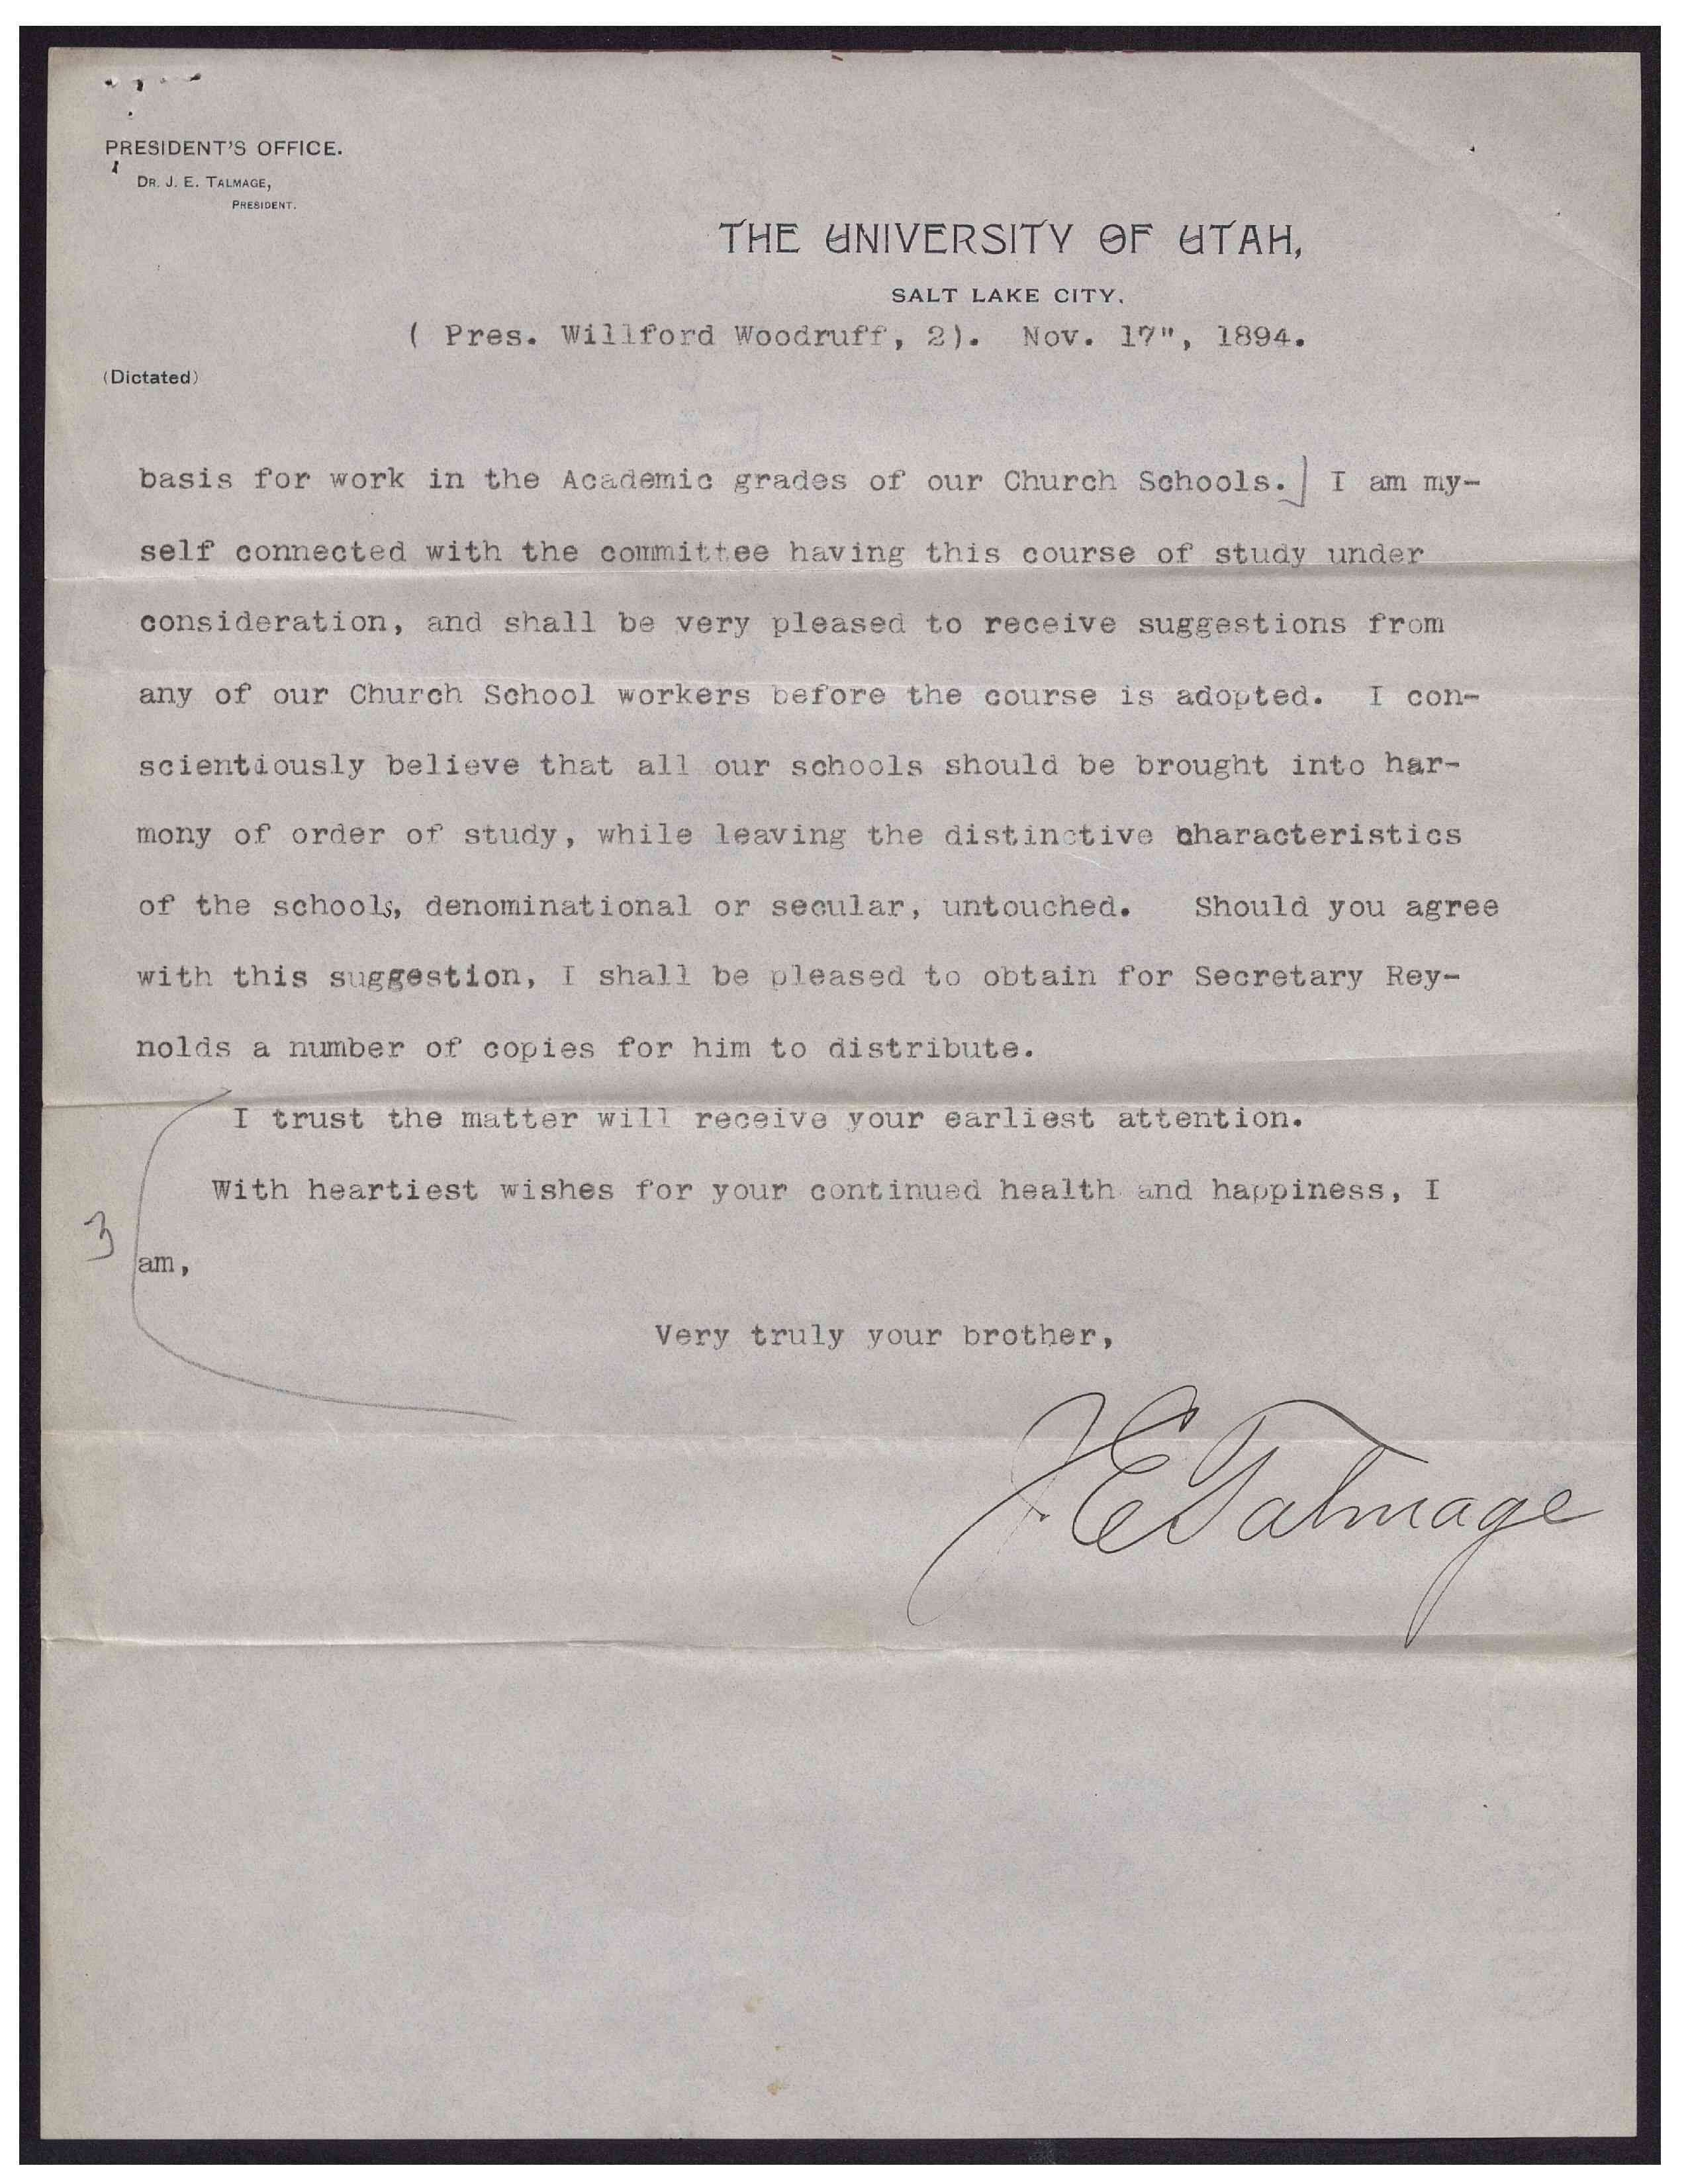 PRESIDENT'S OFFICE.
DR. J. E. TALMAGE,
PRESIDENT.
THE UNIVERSITY OF UTAH,
SALT LAKE CITY.
( Pres. Willford Woodruff, 2). Nov. 17", 1894.
(Dictated)
basis for work in the Academic grades of our Church Schools.] I am my-
self connected with the committee having this course of study under
consideration, and shall be very pleased to receive suggestions from
any of our Church School workers before the course is adopted. I con-
scientiously believe that all our schools should be brought into har-
mony of order of study, while leaving the distinctive characteristics
of the schools, denominational or secular, untouched. Should you agree
with this suggestion, I shall be pleased to obtain for Secretary Rey-
nolds a number of copies for him to distribute.
I trust the matter will receive your earliest attention.
With heartiest wishes for your continued health and happiness, I
3
am,
Very truly your brother,
J E Talmage